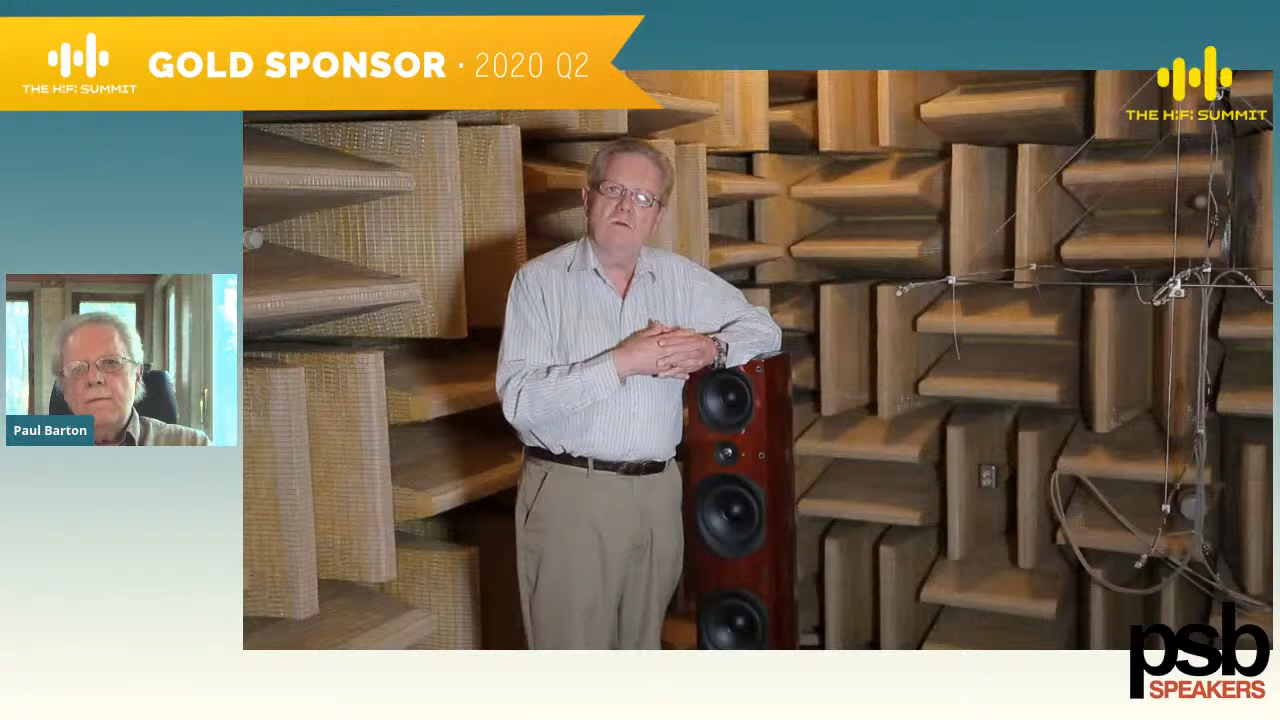 THE HIFI SUMMIT
GOLD SPONSOR · 2020 Q2
THE HIFI SUMMIT
Paul Barton
psb
SPEAKERS